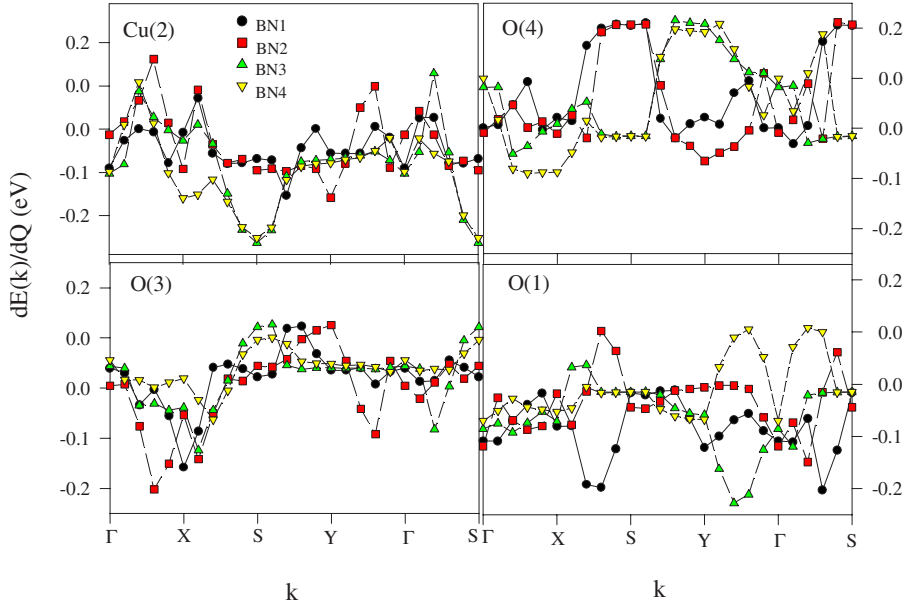 Cu(2)
BN1
BN2
BN3
BN4
O(4)
0.2
0.0
0.0
-0.1
-0.2
0.2
0.0
0.0
-0.1
-0.2
dE(k)/dQ (eV)
O(3)
O(1)
0.2
0.0
0.0
-0.1
-0.2
0.2
0.0
0.0
-0.1
-0.2
Γ X S Y Γ S
Γ X S Y Γ S
k
k